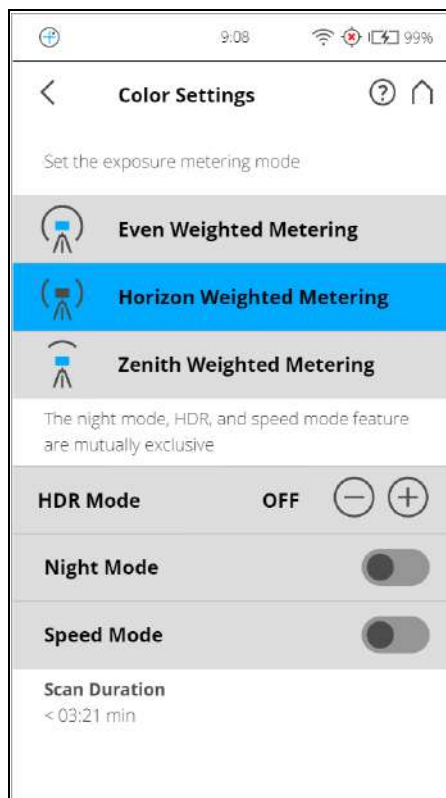 9:08 99%
Color Settings
Set the exposure metering mode
Even Weighted Metering
Horizon Weighted Metering
Zenith Weighted Metering
The night mode, HDR, and speed mode feature
are mutually exclusive
HDR Mode OFF
Night Mode
Speed Mode
Scan Duration
< 03:21 min